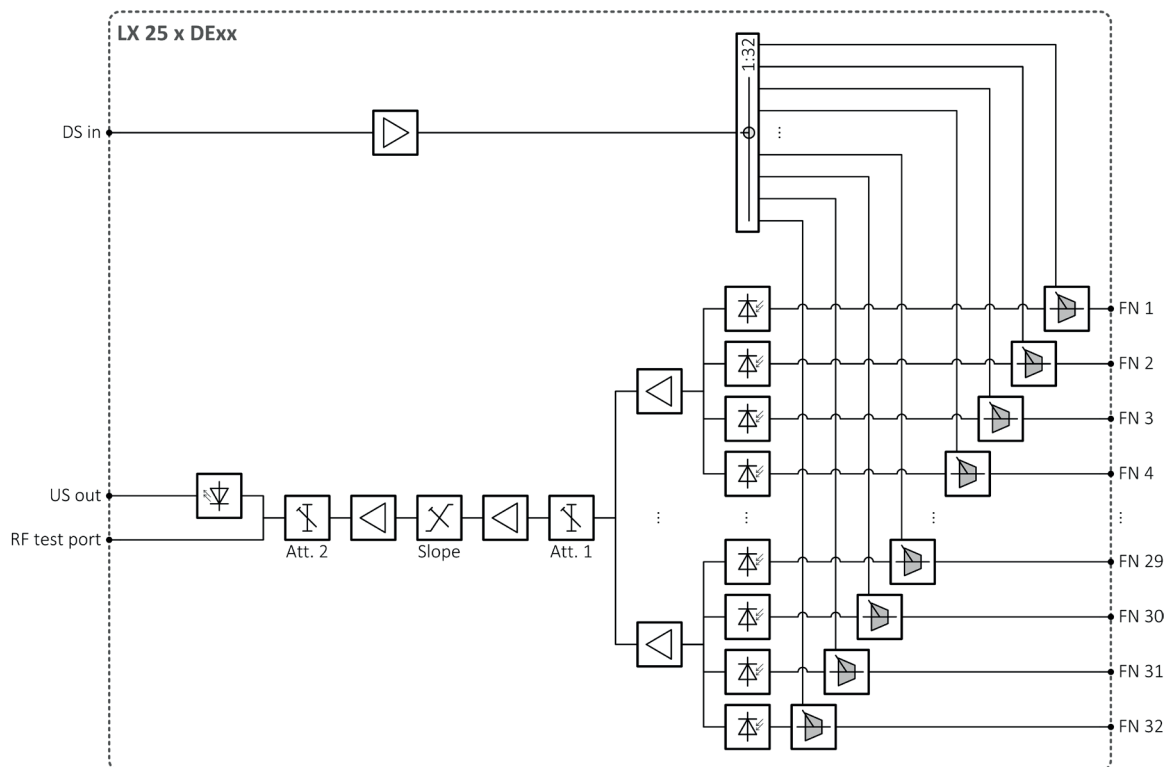 LX 25 x DExx
1:32
DS in
⋮
FN 1
FN 2
FN 3
FN 4
US out
RF test port
Att. 2
Slope
Att. 1
⋮
⋮
⋮
⋮
FN 29
FN 30
FN 31
FN 32